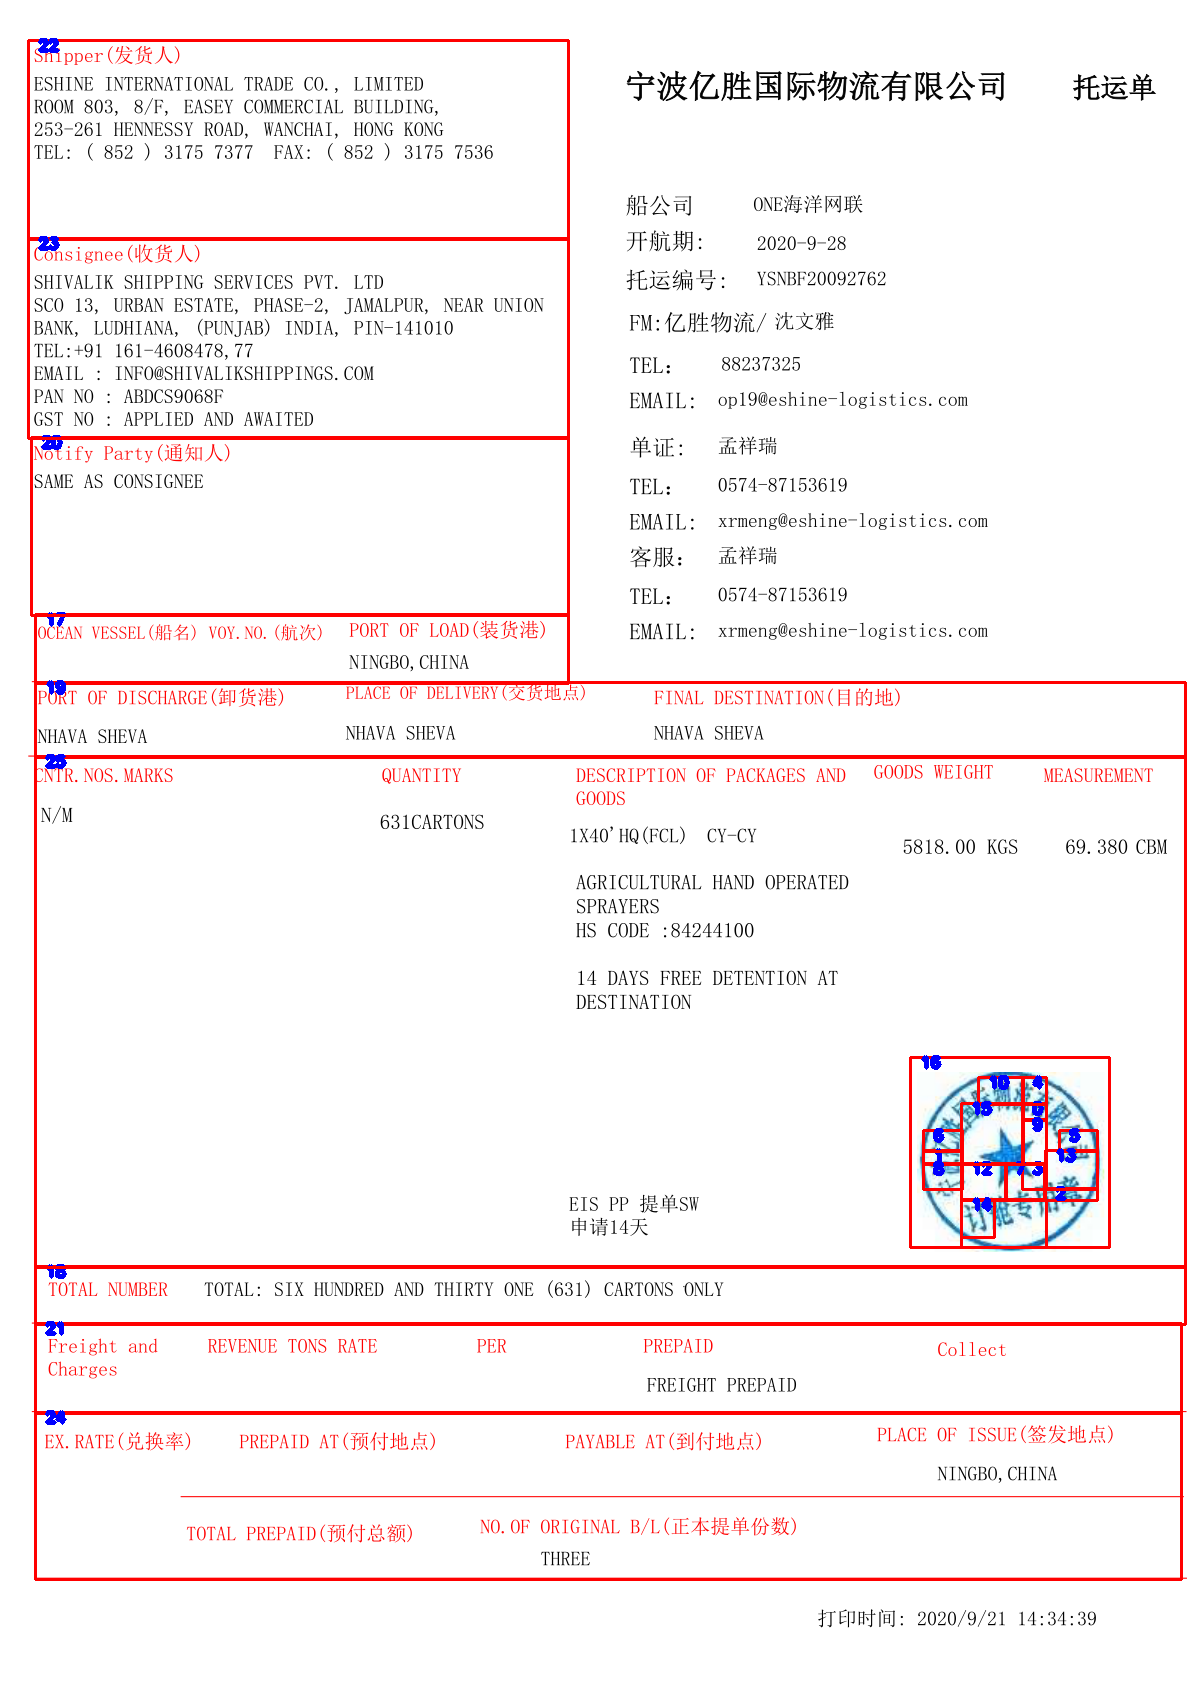 22
Shipper(发货人)
ESHINE INTERNATIONAL TRADE CO., LIMITED
ROOM 803, 8/F, EASEY COMMERCIAL BUILDING,
253-261 HENNESSY ROAD, WANCHAI, HONG KONG
TEL: ( 852 ) 3175 7377  FAX: ( 852 ) 3175 7536
宁波亿胜国际物流有限公司 托运单
船公司 ONE海洋网联
开航期: 2020-9-28
托运编号: YSNBF20092762
FM:亿胜物流/ 沈文雅
TEL: 88237325
EMAIL: op19@eshine-logistics.com
单证: 孟祥瑞
TEL: 0574-87153619
EMAIL: xrmeng@eshine-logistics.com
客服: 孟祥瑞
TEL: 0574-87153619
EMAIL: xrmeng@eshine-logistics.com
23
Consignee(收货人)
SHIVALIK SHIPPING SERVICES PVT. LTD
SCO 13, URBAN ESTATE, PHASE-2, JAMALPUR, NEAR UNION
BANK, LUDHIANA, (PUNJAB) INDIA, PIN-141010
TEL:+91 161-4608478,77
EMAIL : INFO@SHIVALIKSHIPPINGS.COM
PAN NO : ABDCS9068F
GST NO : APPLIED AND AWAITED
20
Notify Party(通知人)
SAME AS CONSIGNEE
17
OCEAN VESSEL(船名) VOY.NO.(航次) PORT OF LOAD(装货港)
NINGBO,CHINA
19
PORT OF DISCHARGE(卸货港) PLACE OF DELIVERY(交货地点) FINAL DESTINATION(目的地)
NHAVA SHEVA NHAVA SHEVA NHAVA SHEVA
25
CNTR.NOS.MARKS QUANTITY DESCRIPTION OF PACKAGES AND GOODS WEIGHT MEASUREMENT
GOODS
N/M 631CARTONS 1X40'HQ(FCL)  CY-CY 5818.00 KGS 69.380 CBM
AGRICULTURAL HAND OPERATED
SPRAYERS
HS CODE :84244100
14 DAYS FREE DETENTION AT
DESTINATION
16
10 4
15
9
6 5
1 13
8 12 3
2
14
订舱专用章
EIS PP 提单SW
申请14天
18
TOTAL NUMBER TOTAL: SIX HUNDRED AND THIRTY ONE (631) CARTONS ONLY
21
Freight and REVENUE TONS RATE PER PREPAID Collect
Charges
FREIGHT PREPAID
24
EX.RATE(兑换率) PREPAID AT(预付地点) PAYABLE AT(到付地点) PLACE OF ISSUE(签发地点)
NINGBO,CHINA
TOTAL PREPAID(预付总额) NO.OF ORIGINAL B/L(正本提单份数)
THREE
打印时间: 2020/9/21 14:34:39